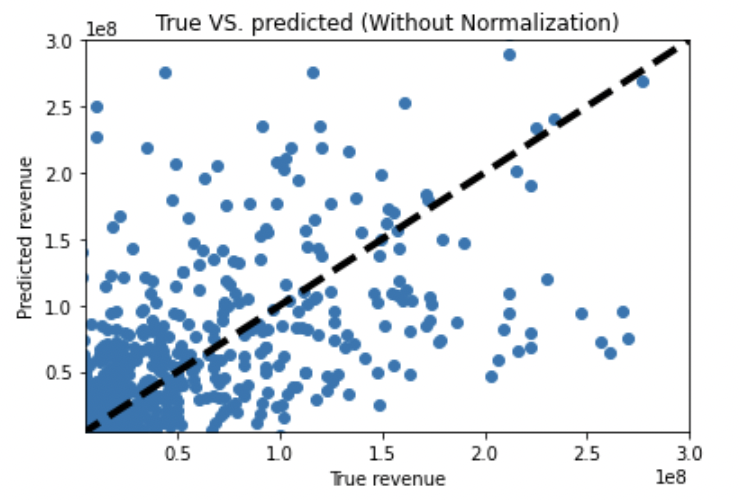 True VS. predicted (Without Normalization)
1e8
3.0
2.5
2.0
1.5
1.0
0.5
Predicted revenue
0.5 1.0 1.5 2.0 2.5 3.0
True revenue
1e8